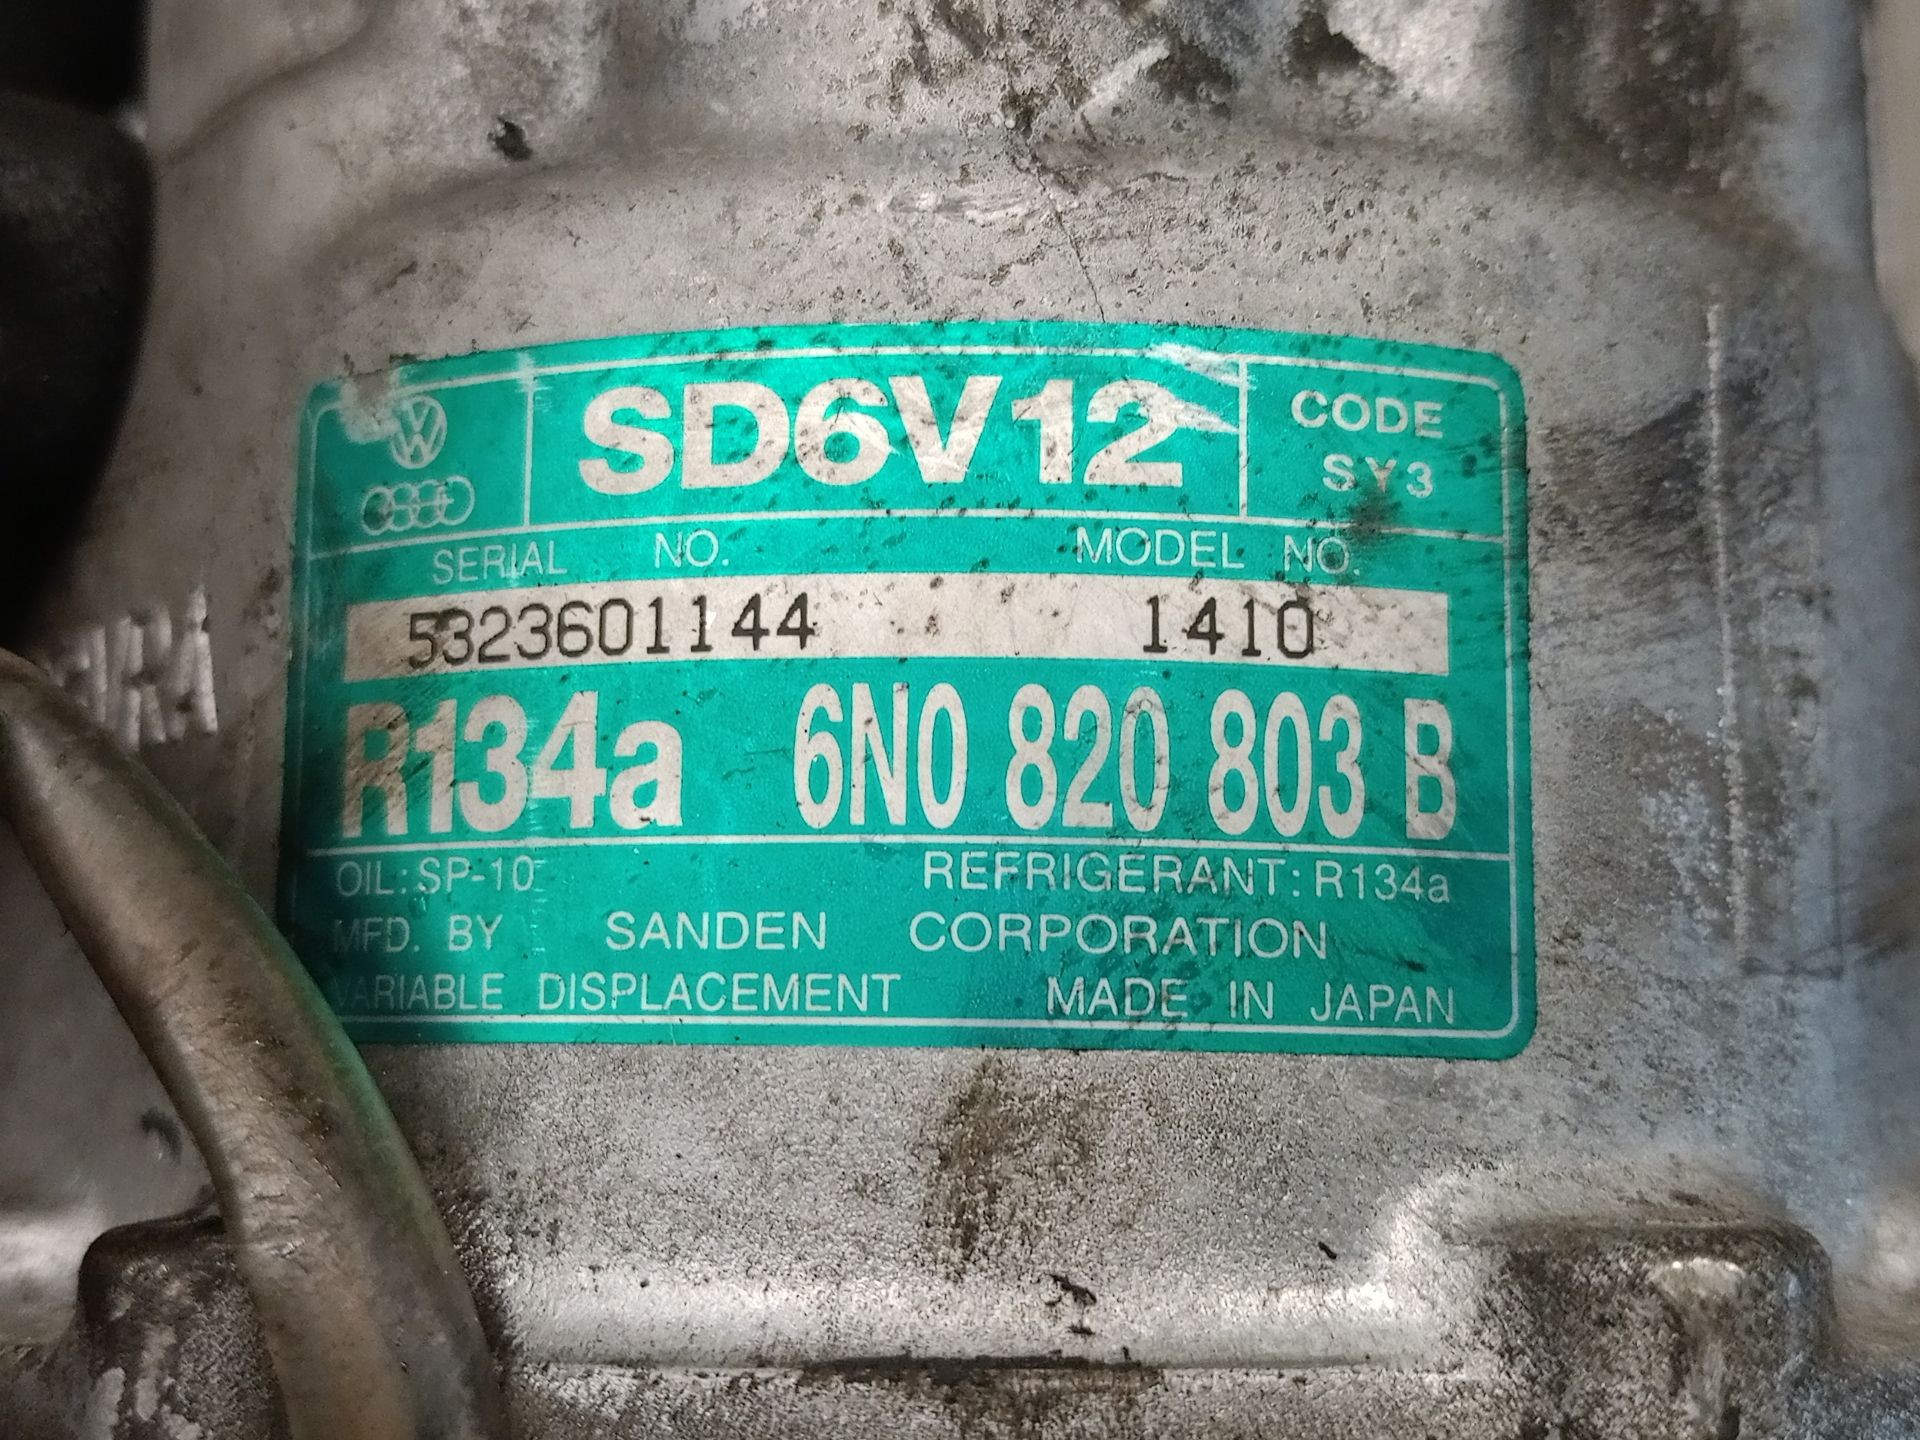 SD6V12
CODE
SY3
SERIAL NO. MODEL NO.
5323601144 1410
R134a 6N0 820 803 B
OIL: SP-10 REFRIGERANT: R134a
MFD. BY SANDEN CORPORATION
VARIABLE DISPLACEMENT MADE IN JAPAN